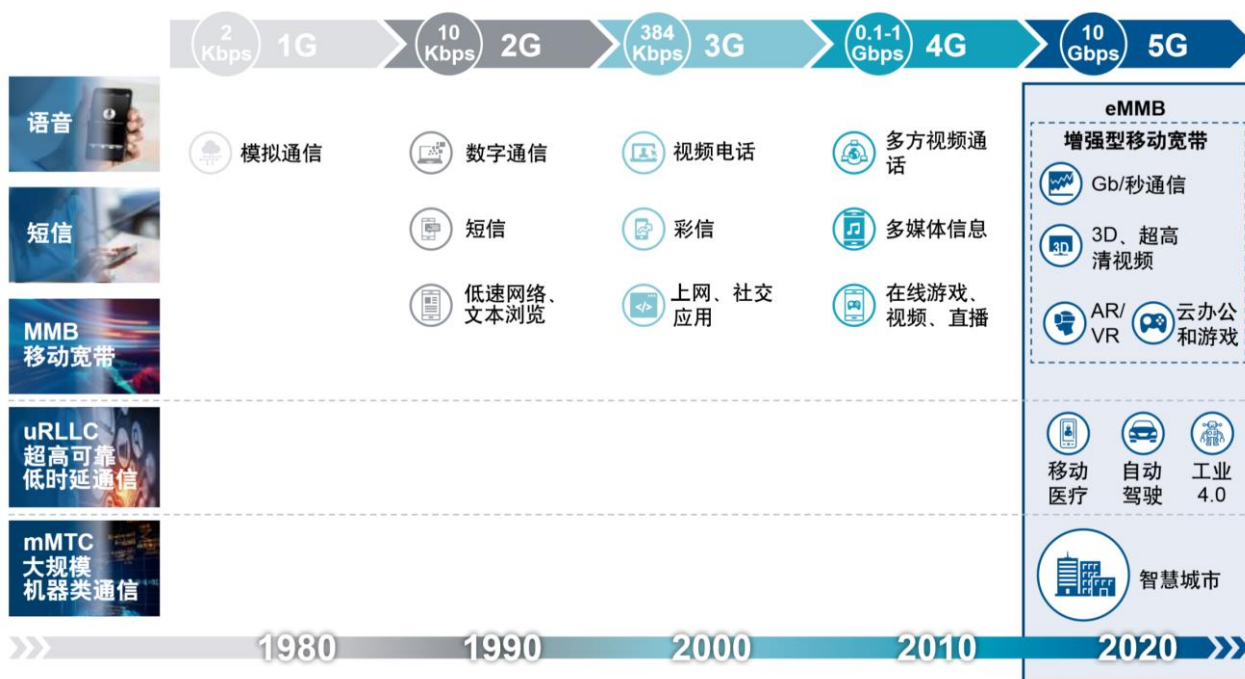 2
Kbps
1G
10
Kbps
2G
384
Kbps
3G
0.1-1
Gbps
4G
10
Gbps
5G
语音
模拟通信
数字通信
视频电话
多方视频通
话
eMMB
增强型移动宽带
Gb/秒通信
短信
短信
彩信
多媒体信息
3D
3D、超高
清视频
MMB
移动宽带
低速网络、
文本浏览
上网、社交
应用
在线游戏、
视频、直播
AR/
VR
云办公
和游戏
uRLLC
超高可靠
低时延通信
移动
医疗
自动
驾驶
工业
4.0
mMTC
大规模
机器类通信
智慧城市
1980
1990
2000
2010
2020